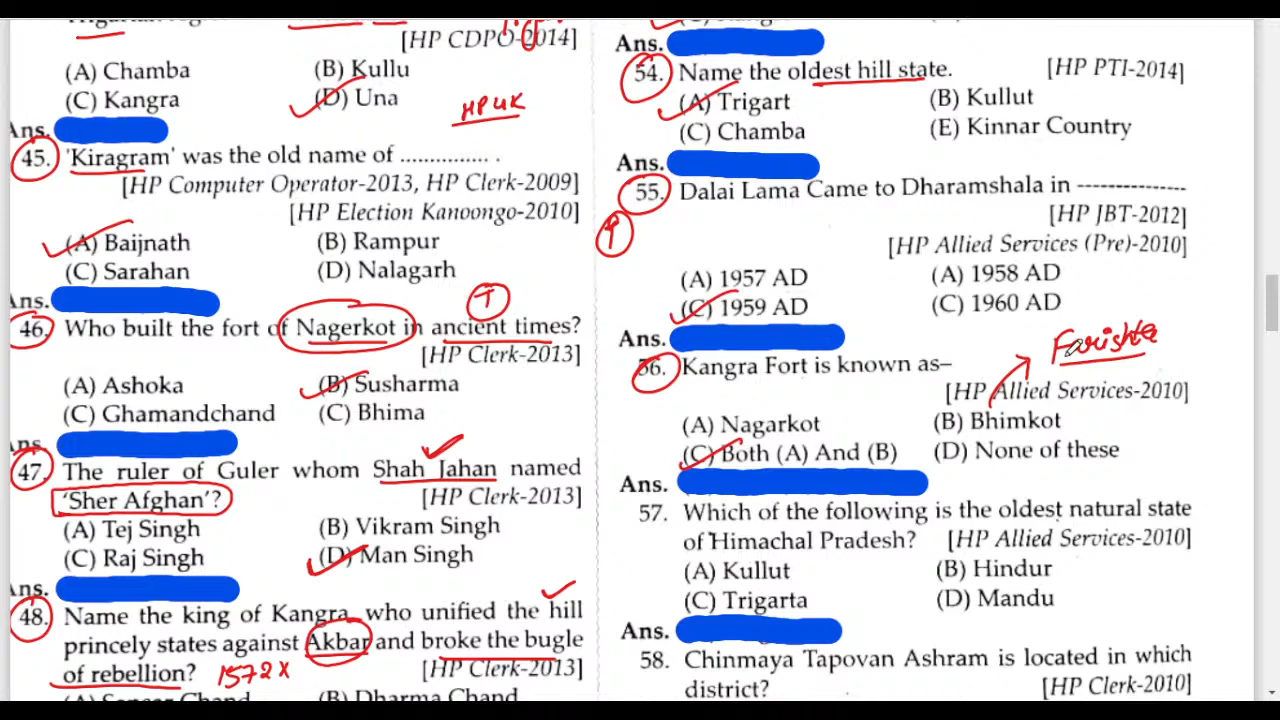 [HP CDPO-2014]
(A) Chamba (B) Kullu
(C) Kangra (D) Una
HP UK
Ans.
45. 'Kiragram' was the old name of ............... .
[HP Computer Operator-2013, HP Clerk-2009]
[HP Election Kanoongo-2010]
(A) Baijnath (B) Rampur
(C) Sarahan (D) Nalagarh
Ans.
T
46. Who built the fort of Nagerkot in ancient times?
[HP Clerk-2013]
(A) Ashoka (B) Susharma
(C) Ghamandchand (C) Bhima
Ans
47. The ruler of Guler whom Shah Jahan named
'Sher Afghan'? [HP Clerk-2013]
(A) Tej Singh (B) Vikram Singh
(C) Raj Singh (D) Man Singh
Ans.
48. Name the king of Kangra, who unified the hill
princely states against Akbar and broke the bugle
of rebellion? 1572 x [HP Clerk-2013]
(A) Sansar Chand (B) Dharma Chand
Ans.
54. Name the oldest hill state. [HP PTI-2014]
(A) Trigart (B) Kullut
(C) Chamba (E) Kinnar Country
Ans.
55. Dalai Lama Came to Dharamshala in ---------------
[HP JBT-2012]
[HP Allied Services (Pre)-2010]
(A) 1957 AD (A) 1958 AD
(C) 1959 AD (C) 1960 AD
Ans.
Farishta
56. Kangra Fort is known as–
[HP Allied Services-2010]
(A) Nagarkot (B) Bhimkot
(C) Both (A) And (B) (D) None of these
Ans.
57. Which of the following is the oldest natural state
of Himachal Pradesh? [HP Allied Services-2010]
(A) Kullut (B) Hindur
(C) Trigarta (D) Mandu
Ans.
58. Chinmaya Tapovan Ashram is located in which
district? [HP Clerk-2010]